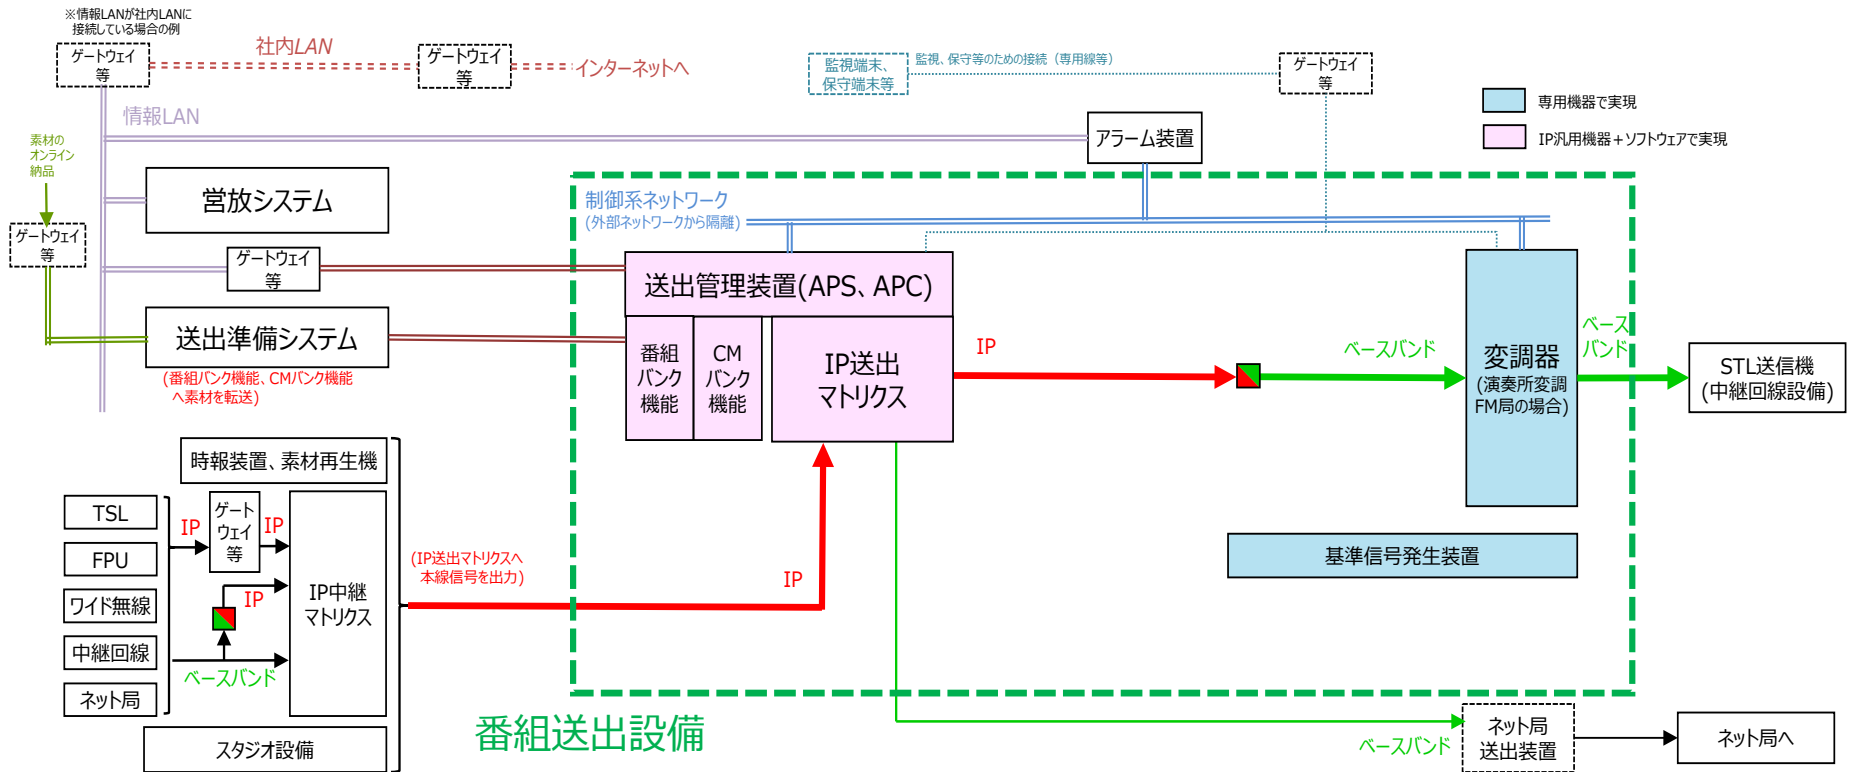 ※情報LANが社内LANに
接続している場合の例
ゲートウェイ
等
社内LAN
ゲートウェイ
等
インターネットへ
監視端末、
保守端末等
監視、保守等のための接続（専用線等）
ゲートウェイ
等
専用機器で実現
IP汎用機器＋ソフトウェアで実現
情報LAN
アラーム装置
素材の
オンライン
納品
営放システム
制御系ネットワーク
(外部ネットワークから隔離)
ゲートウェイ
等
ゲートウェイ
等
送出管理装置(APS、APC)
送出準備システム
(番組バンク機能、CMバンク機能
へ素材を転送)
番組
バンク
機能
CM
バンク
機能
IP送出
マトリクス
IP
ベースバンド
変調器
(演奏所変調
FM局の場合)
ベース
バンド
STL送信機
(中継回線設備)
時報装置、素材再生機
TSL
FPU
ワイド無線
中継回線
ネット局
IP
ゲート
ウェイ
等
IP
IP
ベースバンド
IP中継
マトリクス
スタジオ設備
(IP送出マトリクスへ
本線信号を出力)
IP
基準信号発生装置
番組送出設備
ベースバンド
ネット局
送出装置
ネット局へ